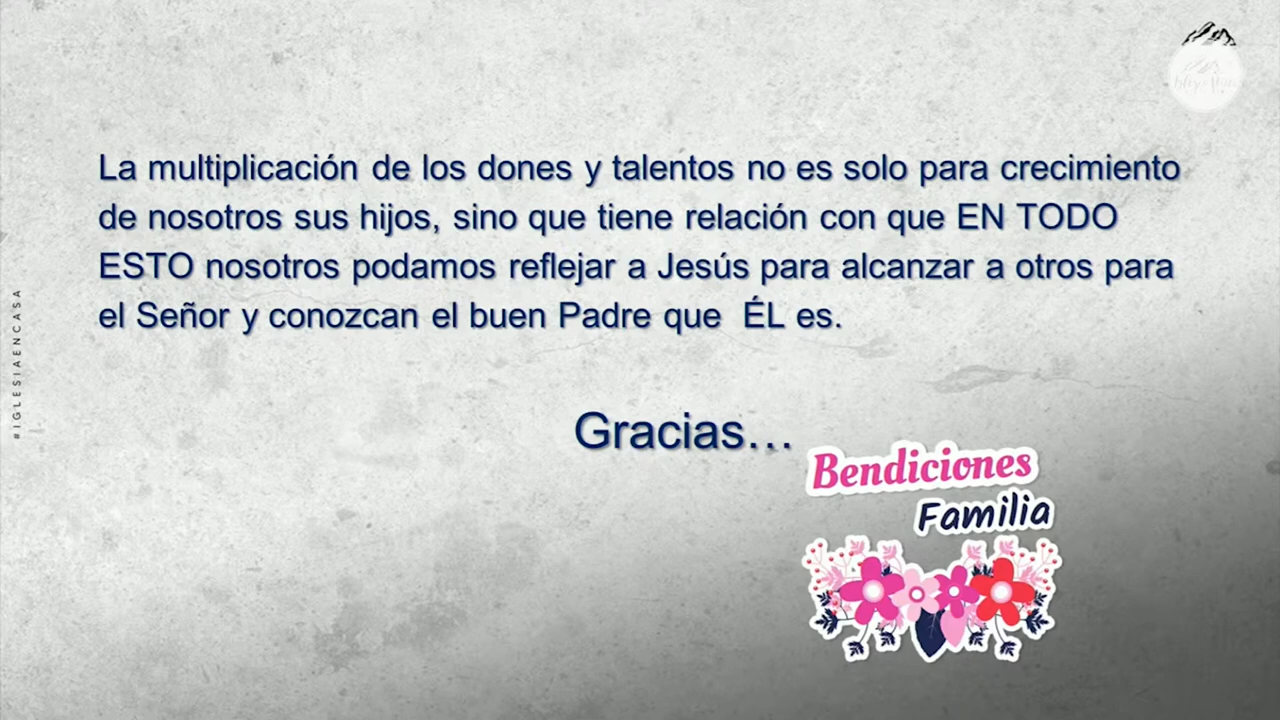 La multiplicación de los dones y talentos no es solo para crecimiento
de nosotros sus hijos, sino que tiene relación con que EN TODO
ESTO nosotros podamos reflejar a Jesús para alcanzar a otros para
el Señor y conozcan el buen Padre que ÉL es.
Gracias...
Bendiciones
Familia
#IGLESIAENCASA